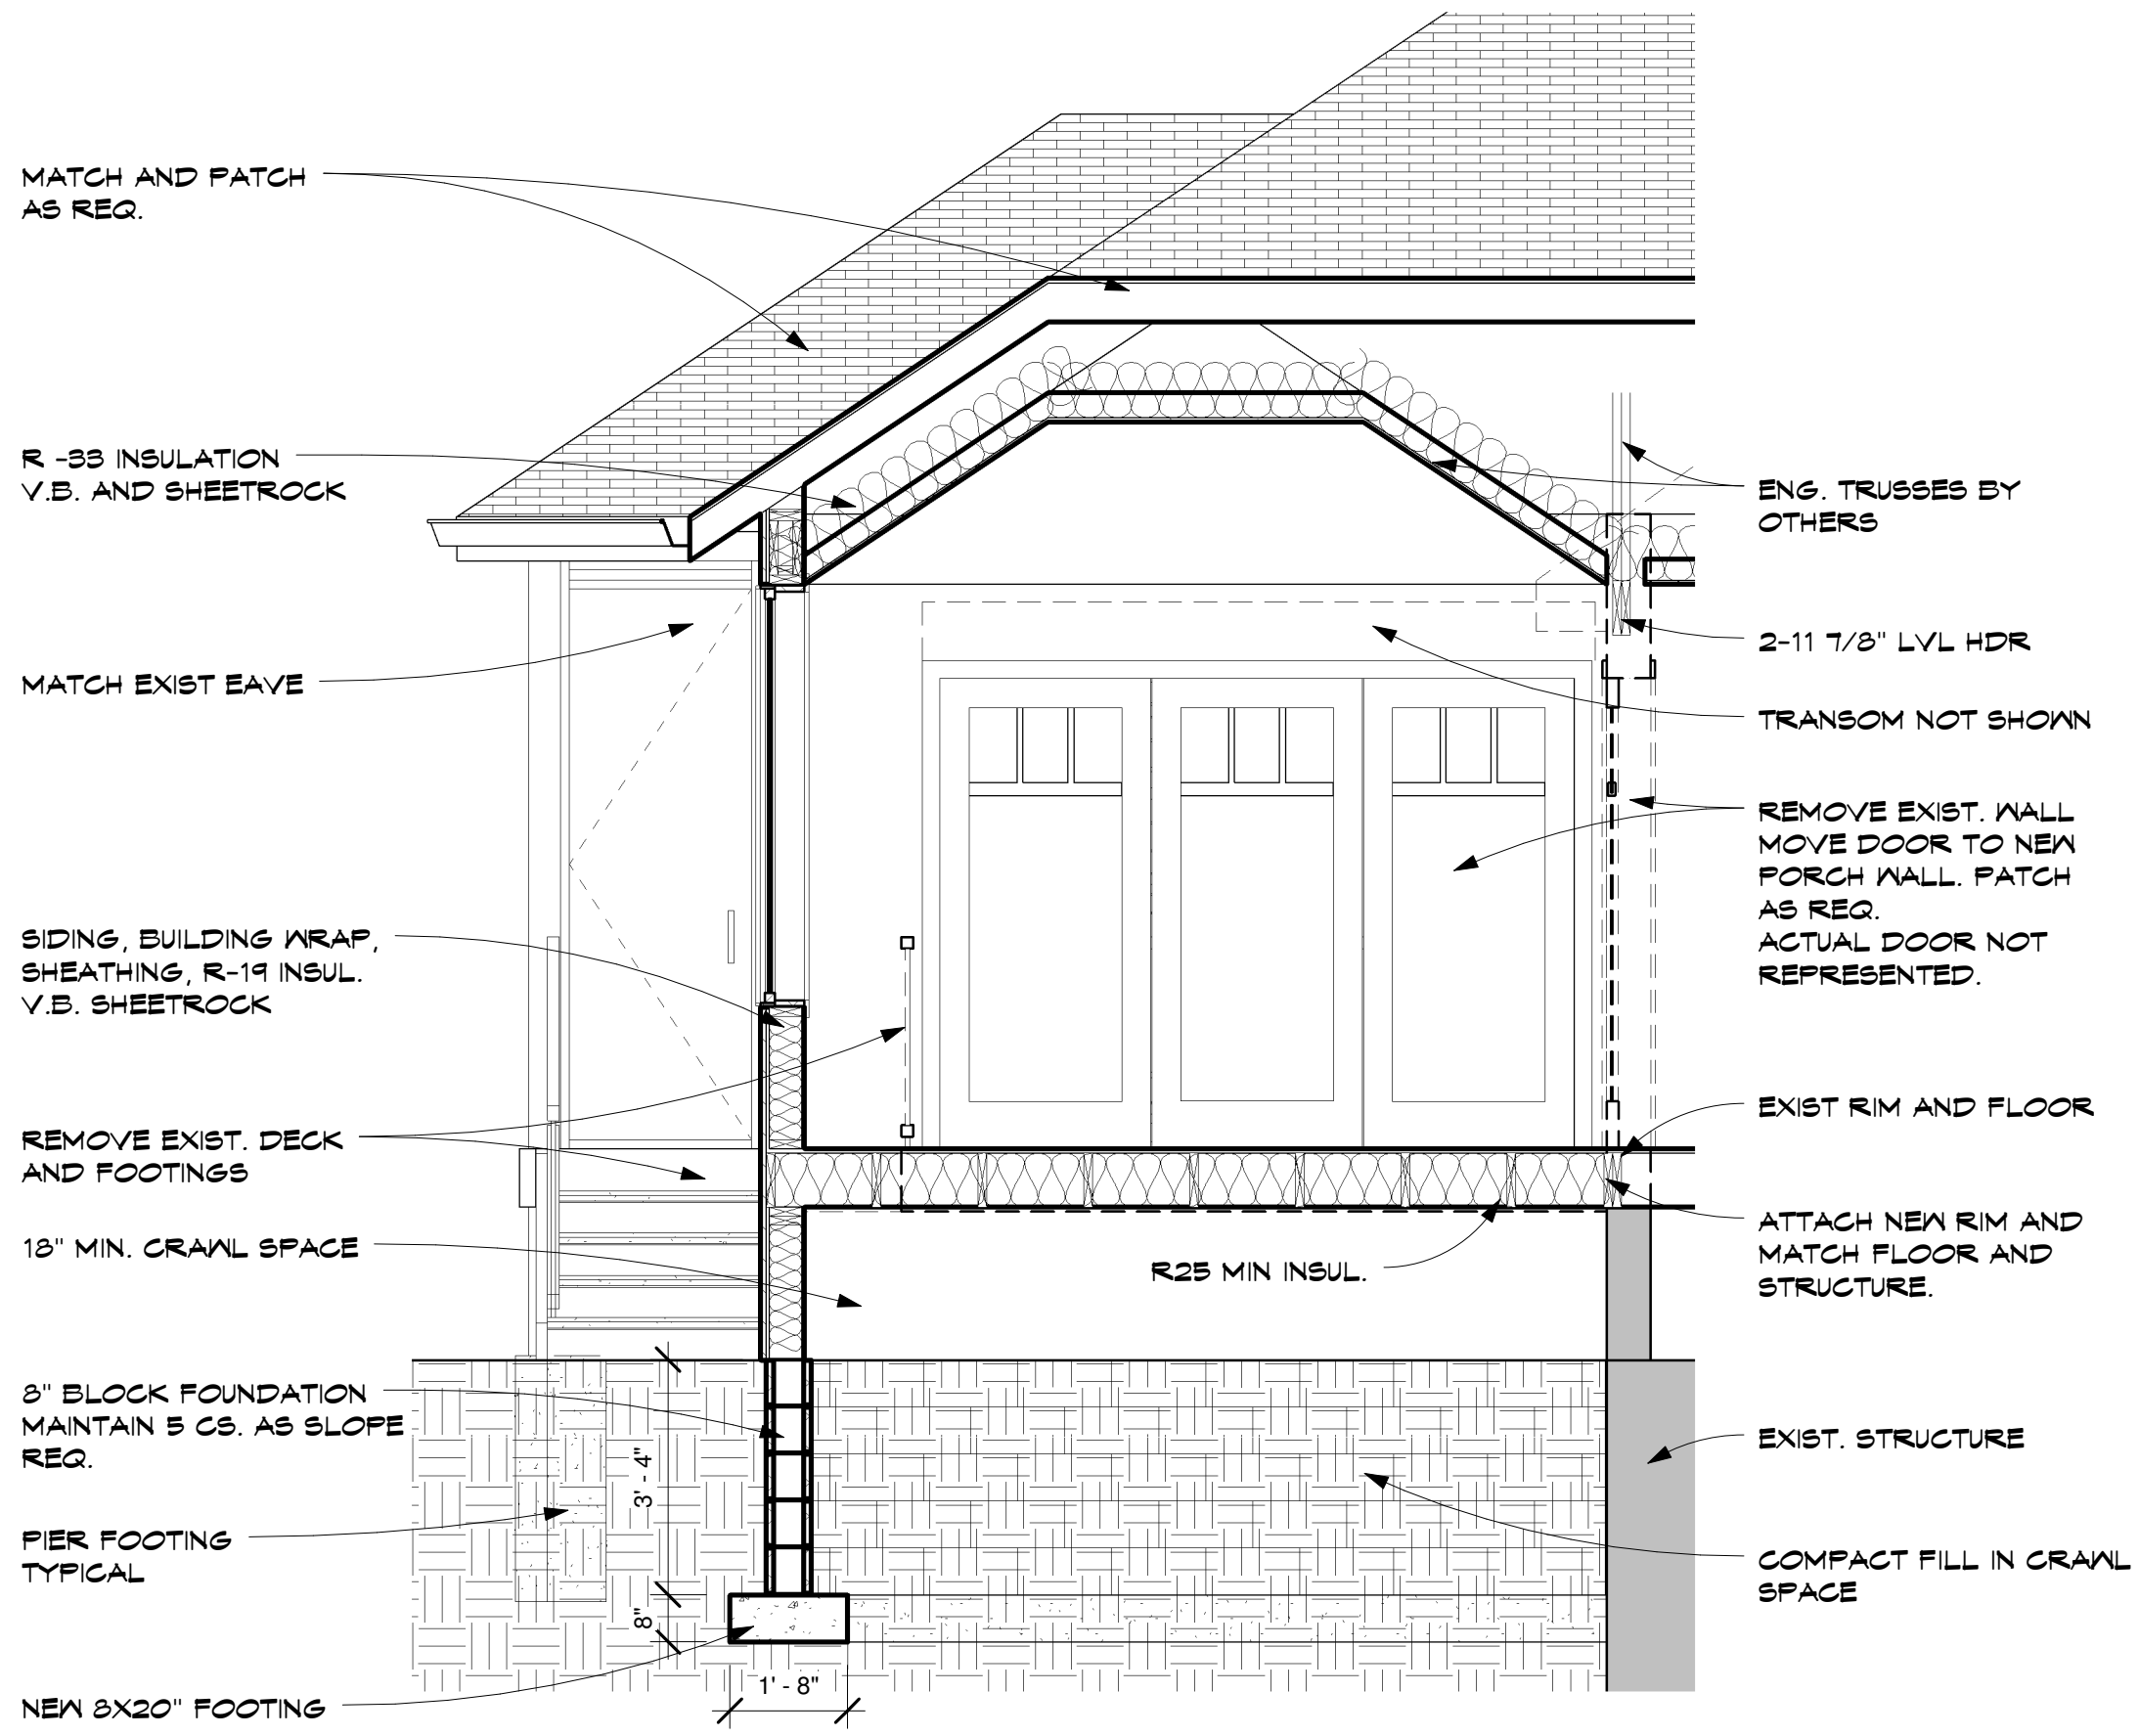 MATCH AND PATCH
AS REQ.
R -33 INSULATION
V.B. AND SHEETROCK
MATCH EXIST EAVE
SIDING, BUILDING WRAP,
SHEATHING, R-19 INSUL.
V.B. SHEETROCK
REMOVE EXIST. DECK
AND FOOTINGS
18" MIN. CRAWL SPACE
8" BLOCK FOUNDATION
MAINTAIN 5 CS. AS SLOPE
REQ.
PIER FOOTING
TYPICAL
NEW 8X20" FOOTING
3' - 4"
8"
1' - 8"
R25 MIN INSUL.
ENG. TRUSSES BY
OTHERS
2-11 7/8" LVL HDR
TRANSOM NOT SHOWN
REMOVE EXIST. WALL
MOVE DOOR TO NEW
PORCH WALL. PATCH
AS REQ.
ACTUAL DOOR NOT
REPRESENTED.
EXIST RIM AND FLOOR
ATTACH NEW RIM AND
MATCH FLOOR AND
STRUCTURE.
EXIST. STRUCTURE
COMPACT FILL IN CRAWL
SPACE